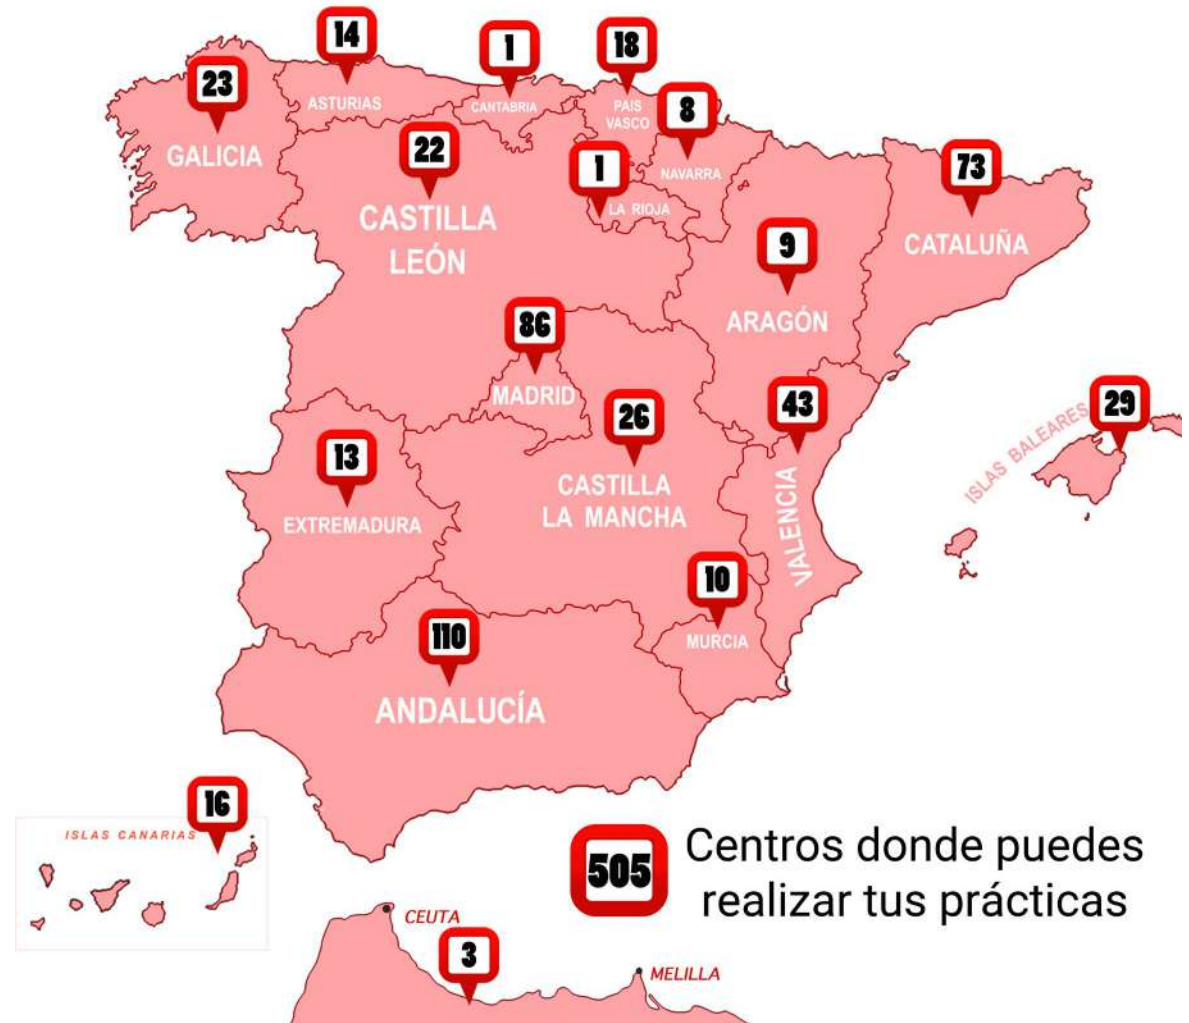 14
1
18
23
ASTURIAS
CANTABRIA
PAIS
VASCO
8
GALICIA
22
1
NAVARRA
73
CASTILLA
LEÓN
LA RIOJA
9
CATALUÑA
ARAGÓN
86
MADRID
26
43
29
ISLAS BALEARES
13
CASTILLA
LA MANCHA
VALENCIA
EXTREMADURA
10
MURCIA
110
ANDALUCÍA
16
ISLAS CANARIAS
505
Centros donde puedes
realizar tus prácticas
CEUTA
3
MELILLA